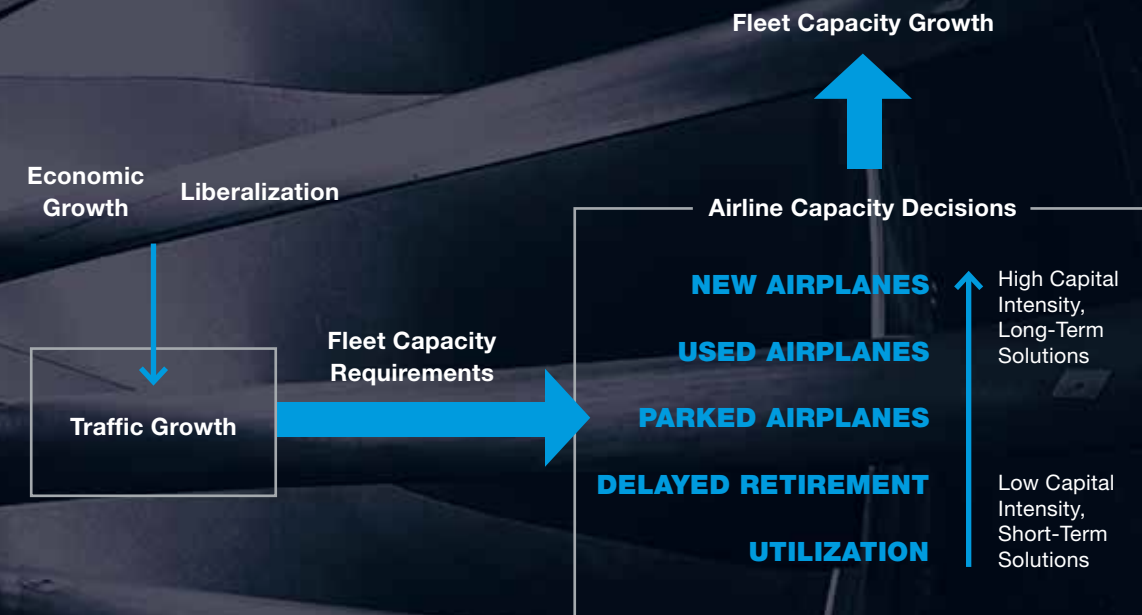 Fleet Capacity Growth
Economic
Growth
Liberalization
Traffic Growth
Fleet Capacity
Requirements
Airline Capacity Decisions
NEW AIRPLANES
USED AIRPLANES
PARKED AIRPLANES
DELAYED RETIREMENT
UTILIZATION
High Capital
Intensity,
Long-Term
Solutions
Low Capital
Intensity,
Short-Term
Solutions